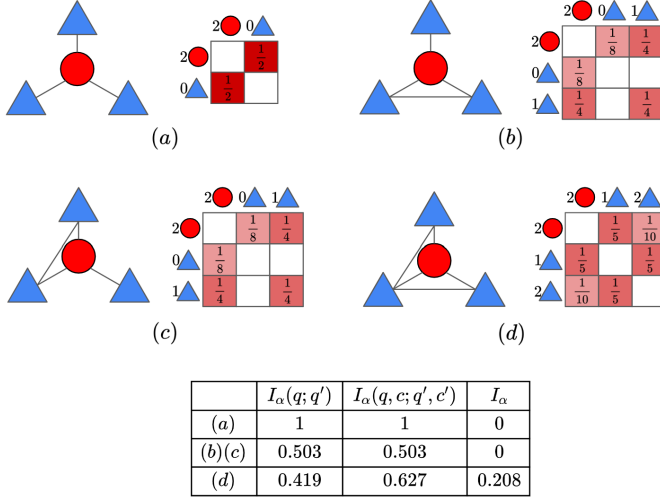 2 0
2 1/2
0 1/2
(a)
2 0 1
2 1/8 1/4
0 1/8
1 1/4 1/4
(b)
2 0 1
2 1/8 1/4
0 1/8
1 1/4 1/4
(c)
2 1 2
2 1/5 1/10
1 1/5 1/5
2 1/10 1/5
(d)
I_α(q; q′) I_α(q, c; q′, c′) I_α
(a) 1 1 0
(b)(c) 0.503 0.503 0
(d) 0.419 0.627 0.208